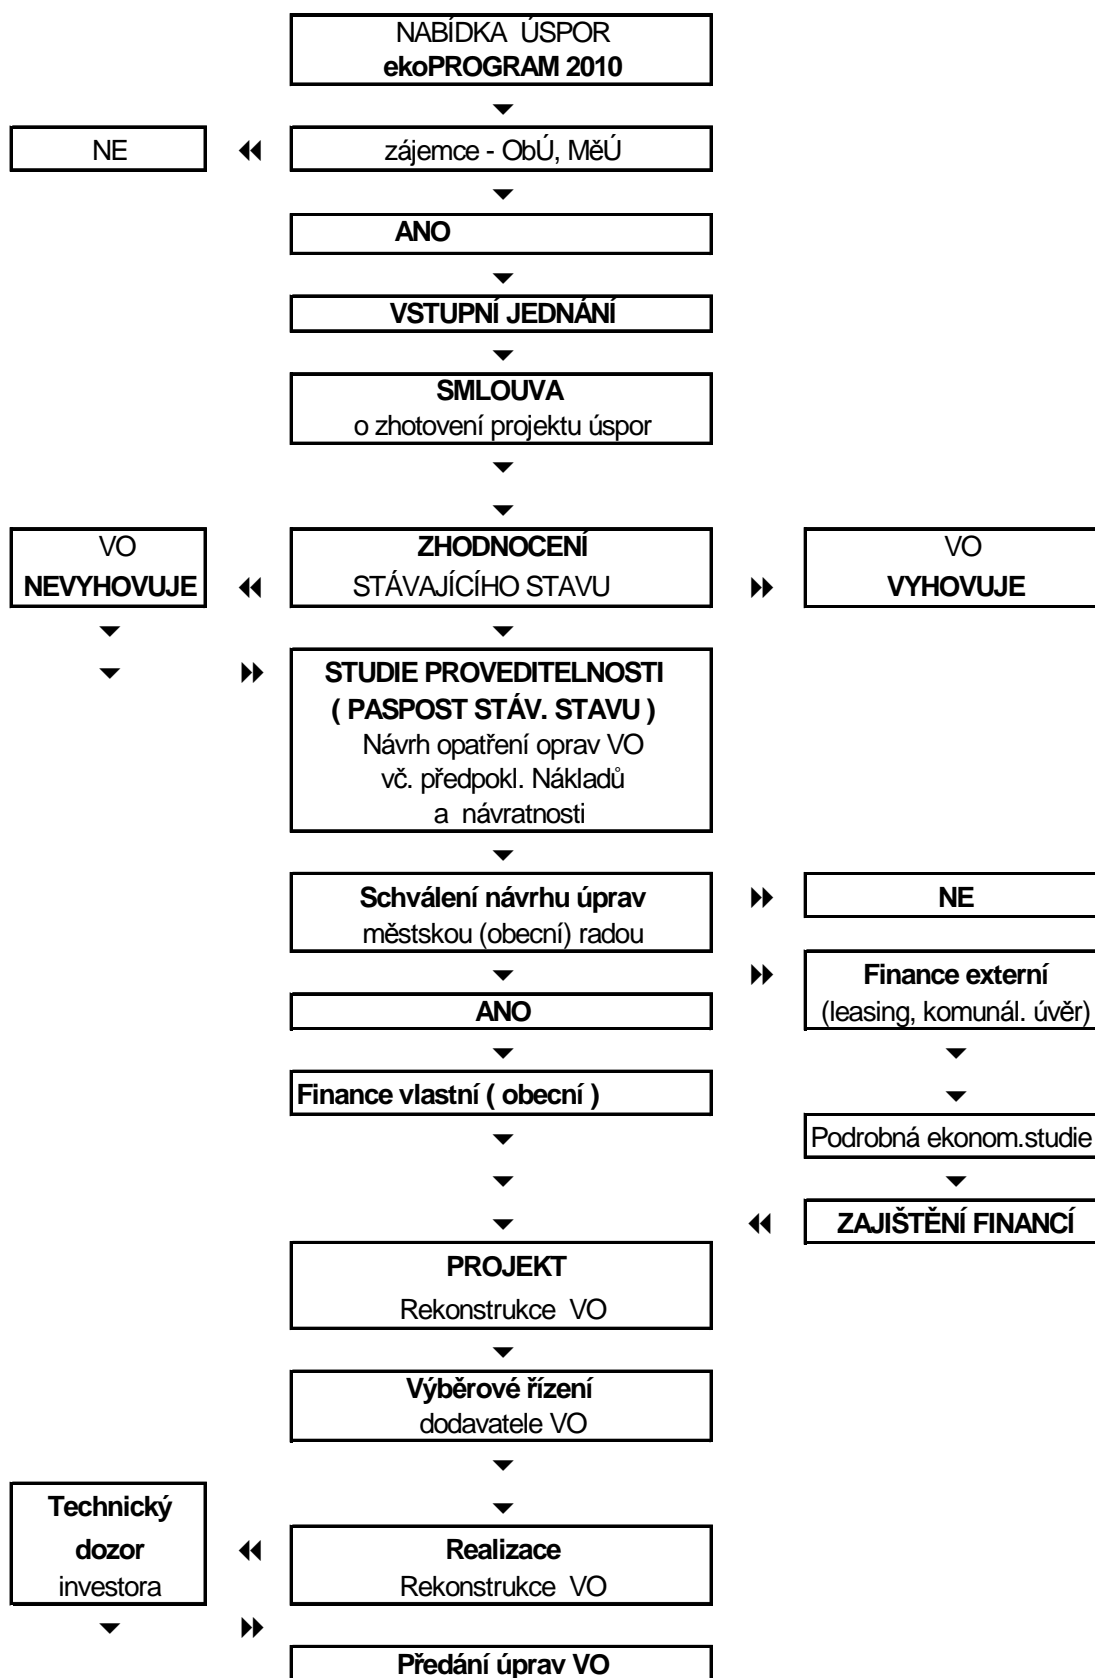 NABÍDKA ÚSPOR
ekoPROGRAM 2010
NE
zájemce - ObÚ, MěÚ
ANO
VSTUPNÍ JEDNÁNÍ
SMLOUVA
o zhotovení projektu úspor
VO
NEVYHOVUJE
ZHODNOCENÍ
STÁVAJÍCÍHO STAVU
VO
VYHOVUJE
STUDIE PROVEDITELNOSTI
( PASPOST STÁV. STAVU )
Návrh opatření oprav VO
vč. předpokl. Nákladů
a návratnosti
Schválení návrhu úprav
městskou (obecní) radou
NE
Finance externí
(leasing, komunál. úvěr)
ANO
Finance vlastní ( obecní )
Podrobná ekonom.studie
ZAJIŠTĚNÍ FINANCÍ
PROJEKT
Rekonstrukce VO
Výběrové řízení
dodavatele VO
Technický
dozor
investora
Realizace
Rekonstrukce VO
Předání úprav VO